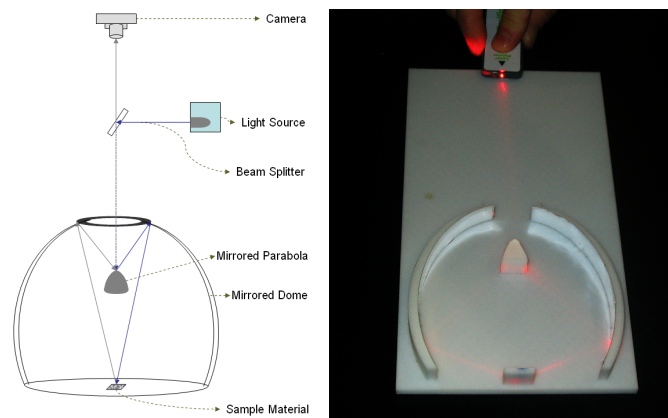 Camera
Light Source
Beam Splitter
Mirrored Parabola
Mirrored Dome
Sample Material